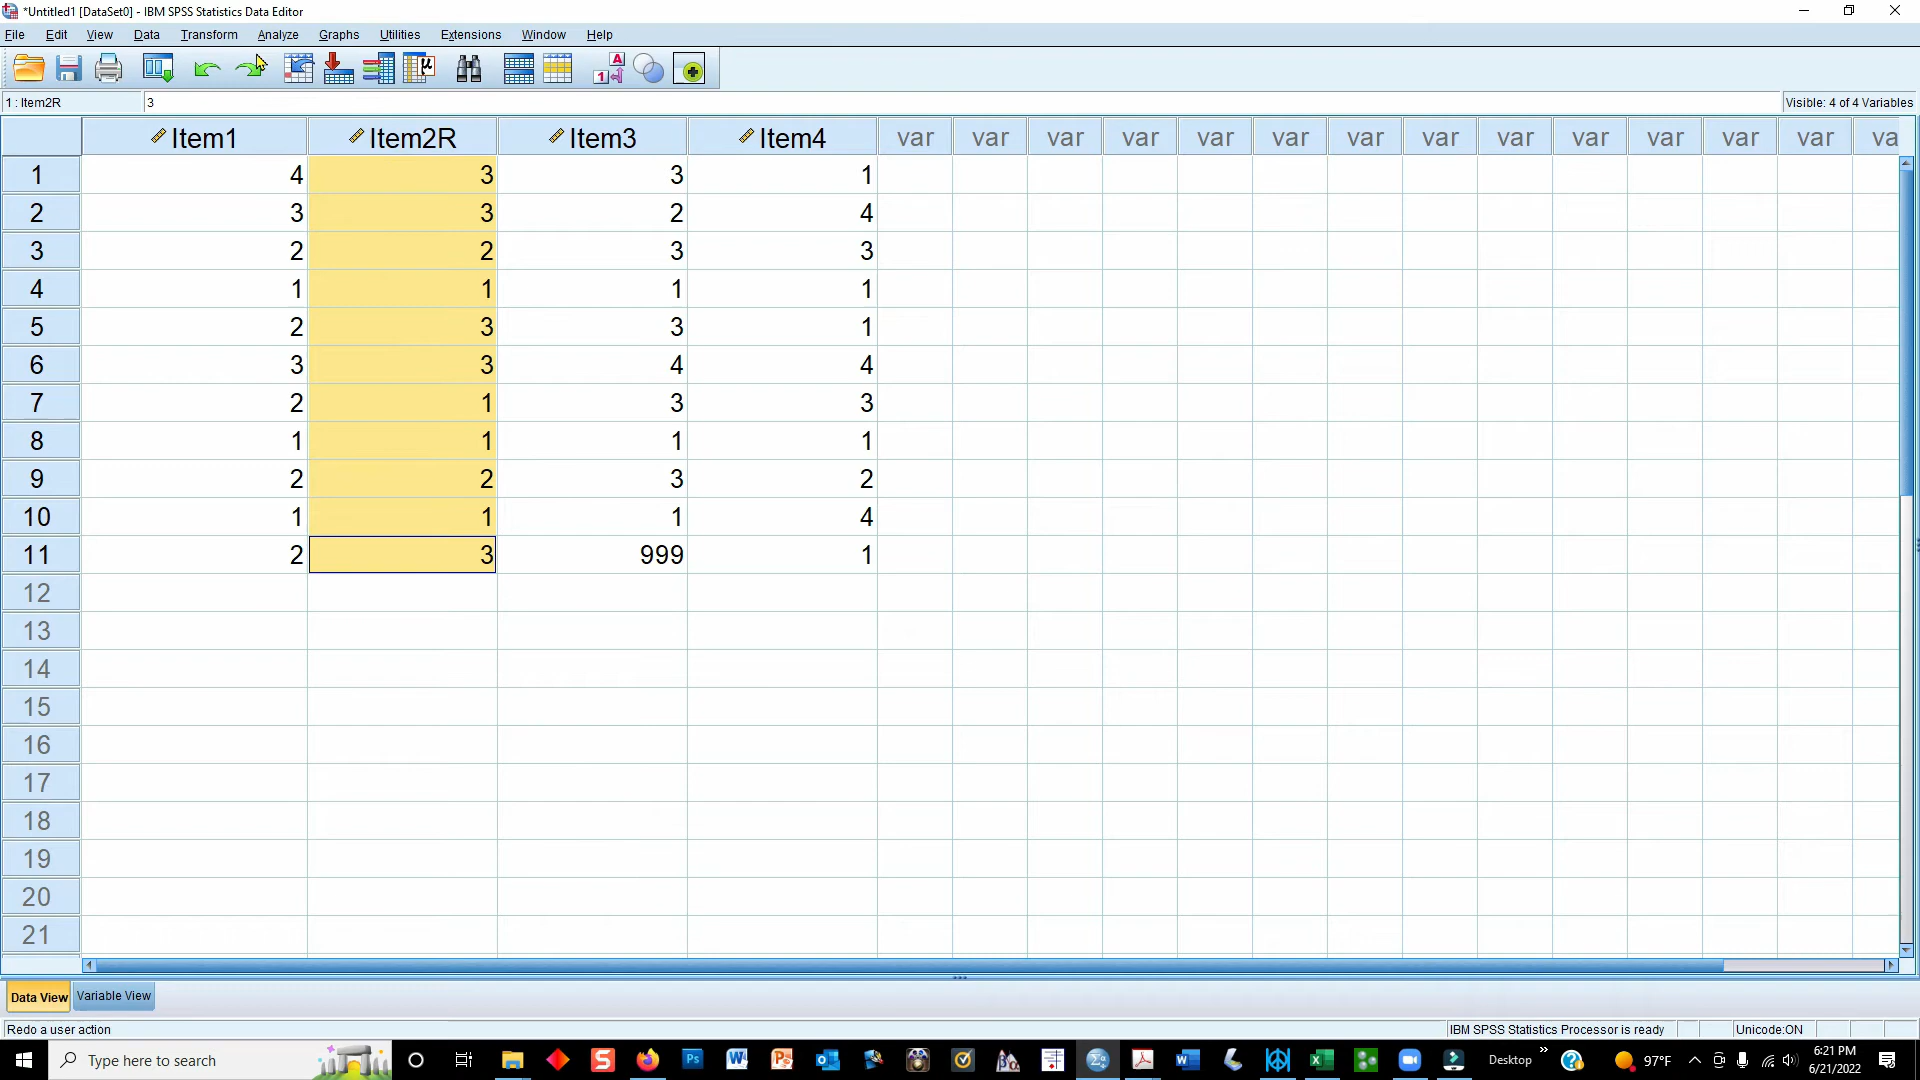 *Untitled1 [DataSet0] - IBM SPSS Statistics Data Editor
File Edit View Data Transform Analyze Graphs Utilities Extensions Window Help
1 : Item2R 3 Visible: 4 of 4 Variables
Item1 Item2R Item3 Item4 var var var var var var var var var var var var var va
1 4 3 3 1
2 3 3 2 4
3 2 2 3 3
4 1 1 1 1
5 2 3 3 1
6 3 3 4 4
7 2 1 3 3
8 1 1 1 1
9 2 2 3 2
10 1 1 1 4
11 2 3 999 1
12
13
14
15
16
17
18
19
20
21
Data View Variable View
Redo a user action IBM SPSS Statistics Processor is ready Unicode:ON
Type here to search Desktop 97°F 6:21 PM
6/21/2022